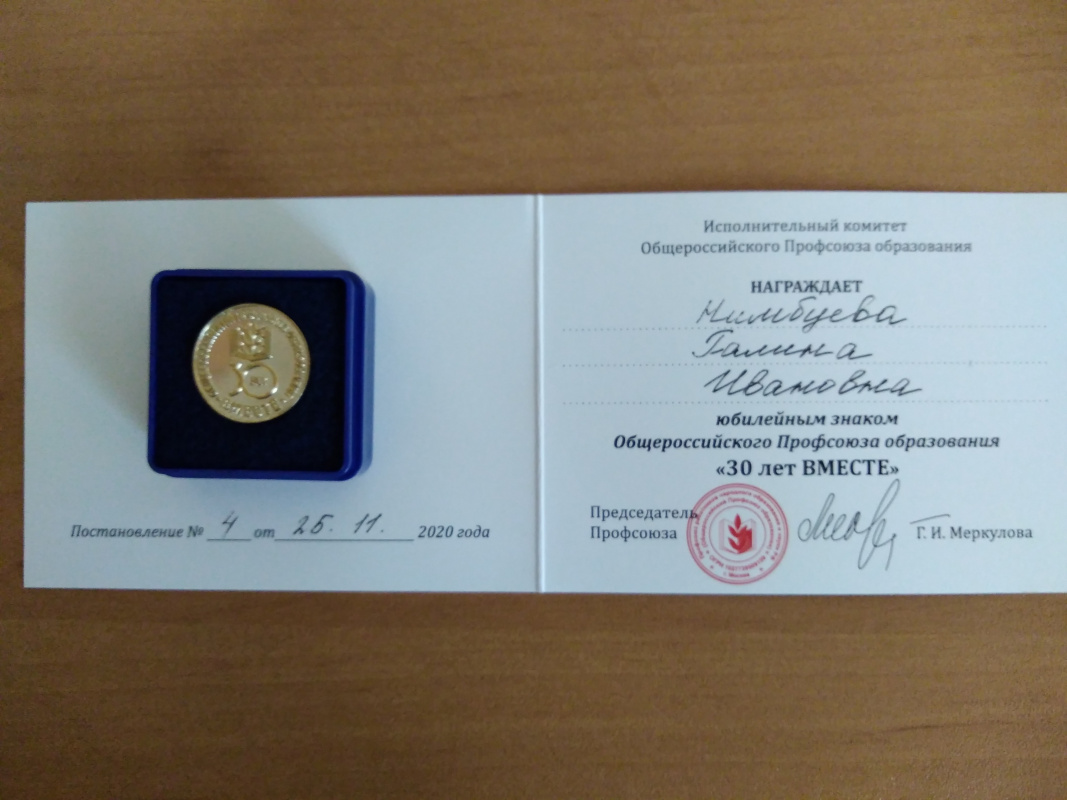 Постановление № 4 от 25. 11. 2020 года
Исполнительный комитет
Общероссийского Профсоюза образования
НАГРАЖДАЕТ
Нимбуева
Галина
Ивановна
юбилейным знаком
Общероссийского Профсоюза образования
«30 лет ВМЕСТЕ»
Председатель
Профсоюза
Г. И. Меркулова